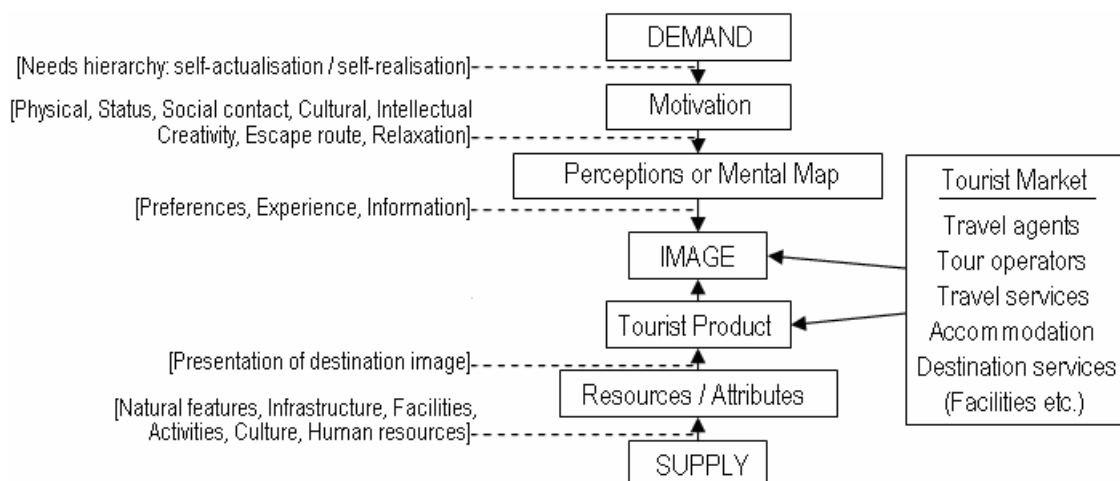 DEMAND
[Needs hierarchy: self-actualisation / self-realisation]
Motivation
[Physical, Status, Social contact, Cultural, Intellectual
Creativity, Escape route, Relaxation]
Perceptions or Mental Map
[Preferences, Experience, Information]
IMAGE
Tourist Product
[Presentation of destination image]
Resources / Attributes
[Natural features, Infrastructure, Facilities,
Activities, Culture, Human resources]
SUPPLY
Tourist Market
Travel agents
Tour operators
Travel services
Accommodation
Destination services
(Facilities etc.)